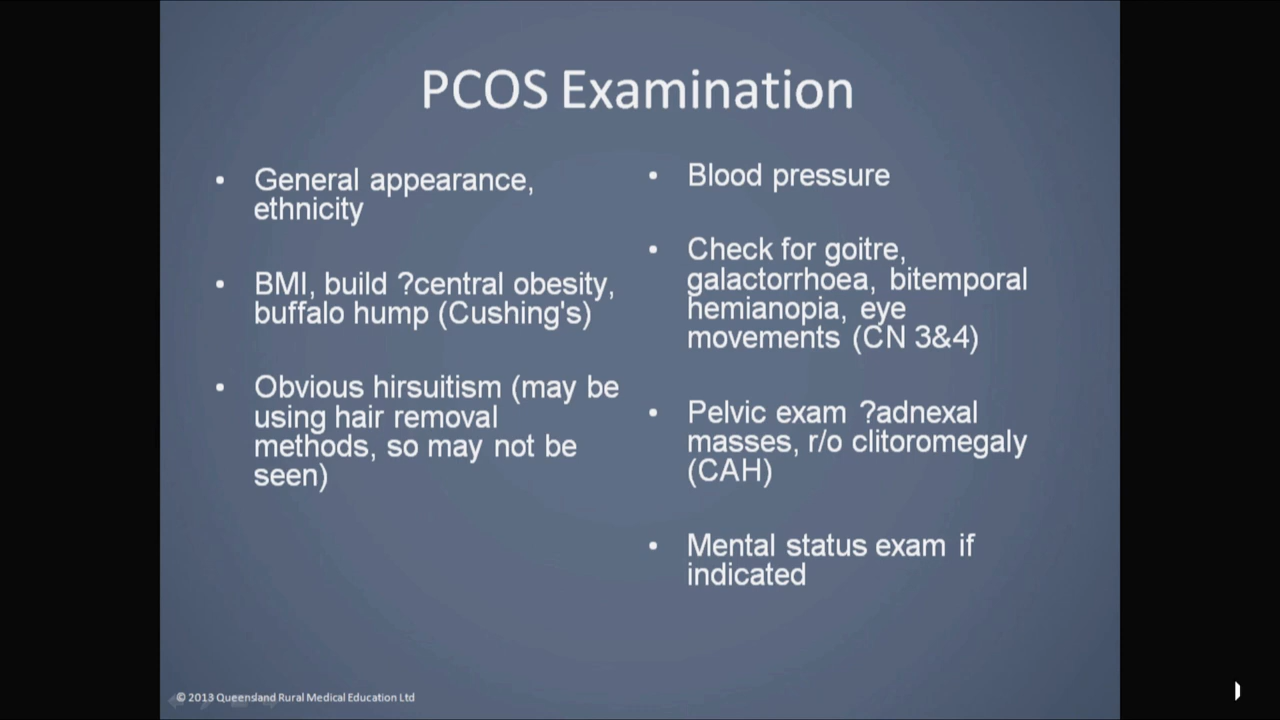 PCOS Examination
• General appearance,
ethnicity
• BMI, build ?central obesity,
buffalo hump (Cushing's)
• Obvious hirsuitism (may be
using hair removal
methods, so may not be
seen)
• Blood pressure
• Check for goitre,
galactorrhoea, bitemporal
hemianopia, eye
movements (CN 3&4)
• Pelvic exam ?adnexal
masses, r/o clitoromegaly
(CAH)
• Mental status exam if
indicated
© 2013 Queensland Rural Medical Education Ltd